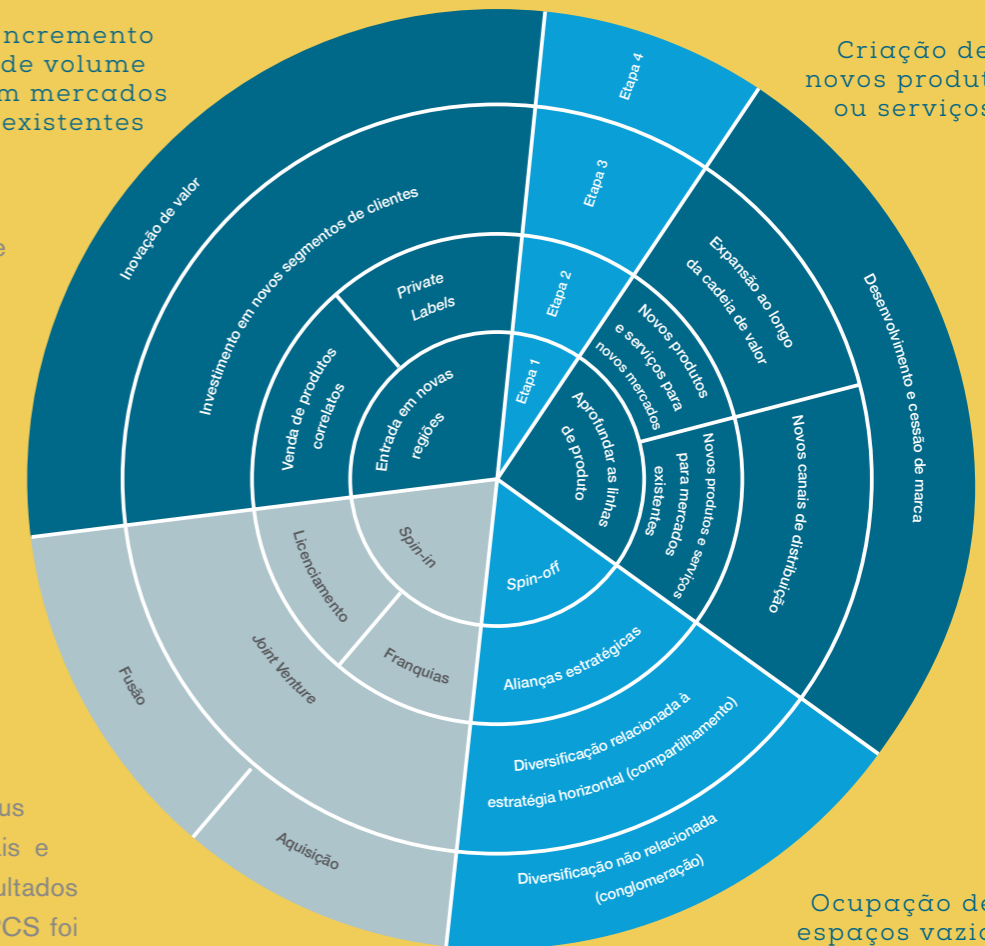 ncremento
de volume
m mercados
existentes
Criação de
novos produt
ou serviços
e
us
is e
ultados
PCS foi
Ocupação de
espaços vazio
Etapa 4
Etapa 3
Etapa 2
Etapa 1
Inovação de valor
Investimento em novos segmentos de clientes
Private
Labels
Venda de produtos
correlatos
Entrada em novas
regiões
Desenvolvimento e cessão de marca
Expansão ao longo
da cadeia de valor
Novos canais de distribuição
Novos produtos
e serviços para
novos mercados
Novos produtos e serviços
para mercados
existentes
Aprofundar as linhas
de produto
Spin-in
Licenciamento
Franquias
Joint Venture
Fusão
Aquisição
Spin-off
Alianças estratégicas
Diversificação relacionada à
estratégia horizontal (compartilhamento)
Diversificação não relacionada
(conglomeração)